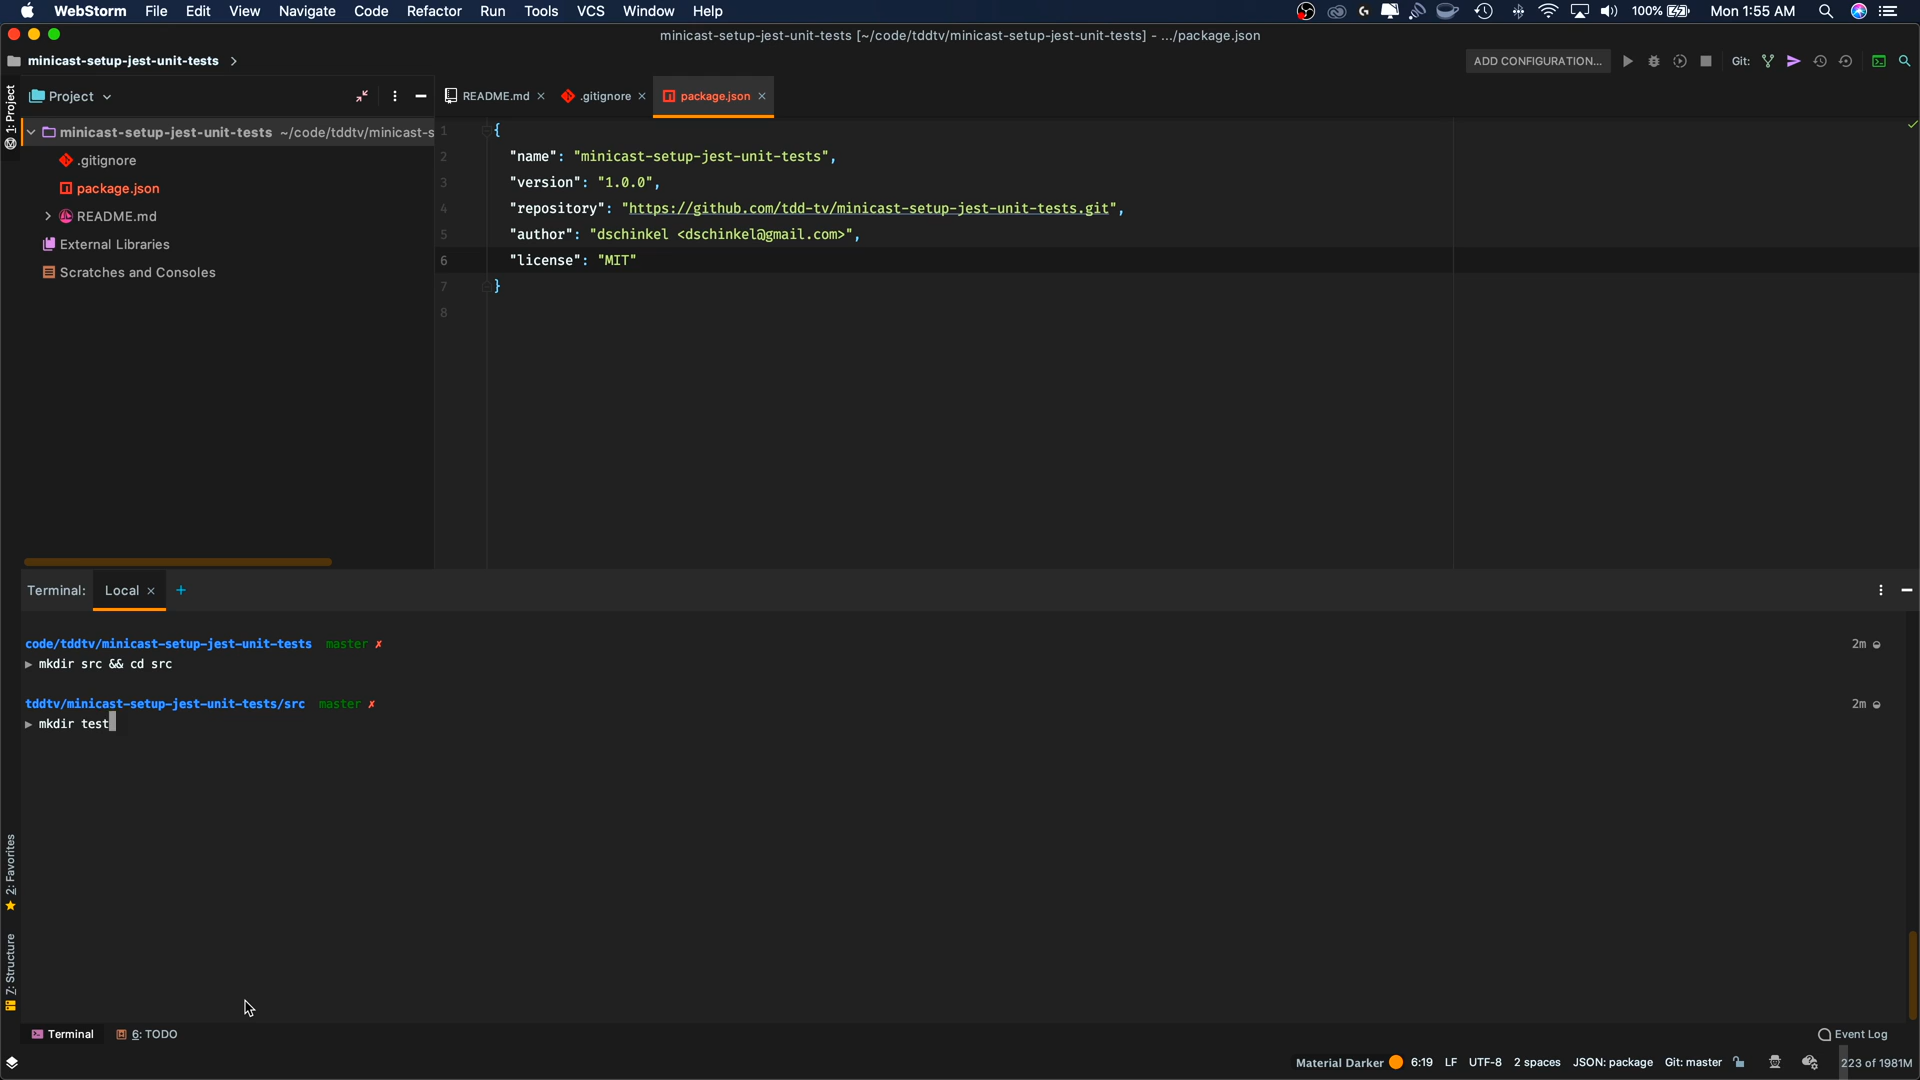 WebStorm File Edit View Navigate Code Refactor Run Tools VCS Window Help 100% Mon 1:55 AM
minicast-setup-jest-unit-tests [~/code/tddtv/minicast-setup-jest-unit-tests] - .../package.json
minicast-setup-jest-unit-tests ADD CONFIGURATION... Git:
1: Project
Project
README.md .gitignore package.json
minicast-setup-jest-unit-tests ~/code/tddtv/minicast-s
.gitignore
package.json
README.md
External Libraries
Scratches and Consoles
1 {
2 "name": "minicast-setup-jest-unit-tests",
3 "version": "1.0.0",
4 "repository": "https://github.com/tdd-tv/minicast-setup-jest-unit-tests.git",
5 "author": "dschinkel <dschinkel@gmail.com>",
6 "license": "MIT"
7 }
8
Terminal: Local +
code/tddtv/minicast-setup-jest-unit-tests master ✗ 2m
▶ mkdir src && cd src
tddtv/minicast-setup-jest-unit-tests/src master ✗ 2m
▶ mkdir test
2: Favorites
7: Structure
Terminal 6: TODO Event Log
Material Darker 6:19 LF UTF-8 2 spaces JSON: package Git: master 223 of 1981M